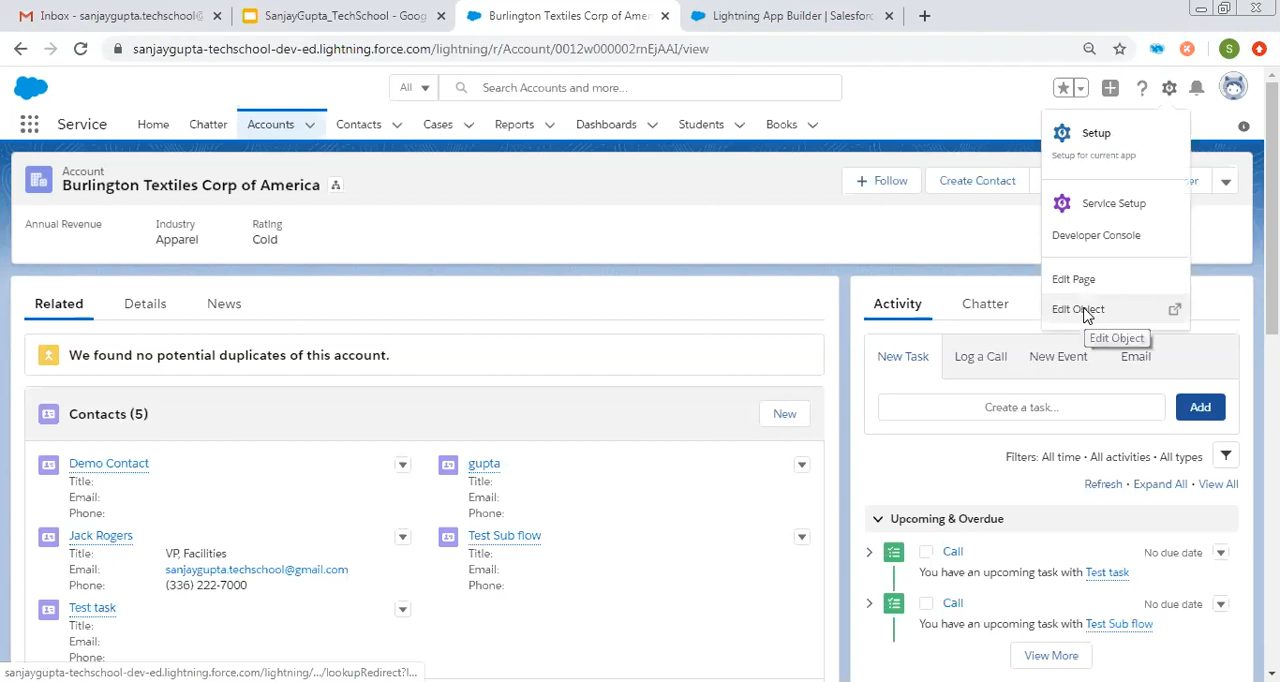 Inbox - sanjaygupta.techschool@
SanjayGupta_TechSchool - Goog
Burlington Textiles Corp of Amer
Lightning App Builder | Salesforc
sanjaygupta-techschool-dev-ed.lightning.force.com/lightning/r/Account/0012w000002rnEjAAI/view
S
All
Search Accounts and more...
Service
Home
Chatter
Accounts
Contacts
Cases
Reports
Dashboards
Students
Books
Setup
Setup for current app
Service Setup
Developer Console
Edit Page
Edit Object
Edit Object
Account
Burlington Textiles Corp of America
+ Follow
Create Contact
er
Annual Revenue
Industry
Rating
Apparel
Cold
Related
Details
News
We found no potential duplicates of this account.
Contacts (5)
New
Demo Contact
Title:
Email:
Phone:
gupta
Title:
Email:
Phone:
Jack Rogers
Title: VP, Facilities
Email: sanjaygupta.techschool@gmail.com
Phone: (336) 222-7000
Test Sub flow
Title:
Email:
Phone:
Test task
Title:
Email:
Phone:
Activity
Chatter
New Task
Log a Call
New Event
Email
Create a task...
Add
Filters: All time • All activities • All types
Refresh • Expand All • View All
Upcoming & Overdue
Call
No due date
You have an upcoming task with Test task
Call
No due date
You have an upcoming task with Test Sub flow
View More
sanjaygupta-techschool-dev-ed.lightning.force.com/lightning/.../lookupRedirect?l...